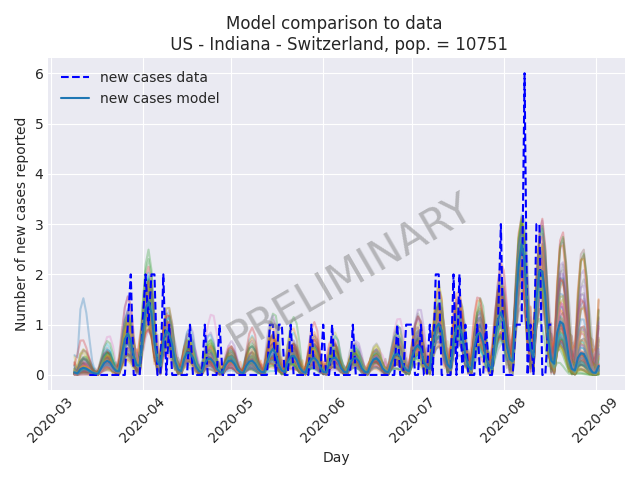 Model comparison to data
US - Indiana - Switzerland, pop. = 10751
new cases data
new cases model
Number of new cases reported
6
5
4
3
2
1
0
PRELIMINARY
2020-03
2020-04
2020-05
2020-06
2020-07
2020-08
2020-09
Day